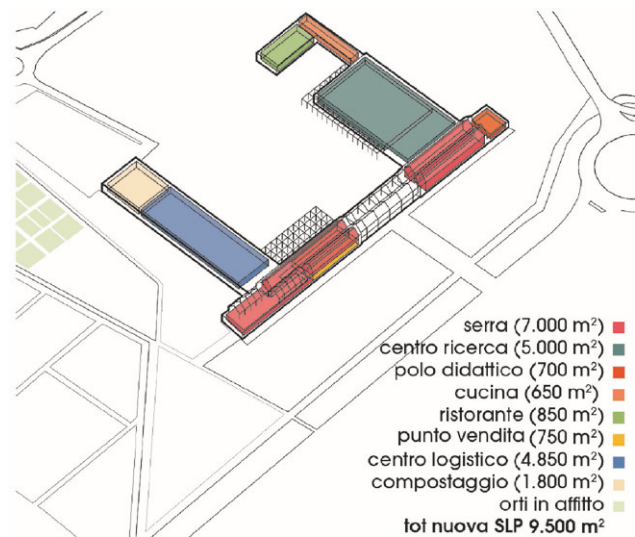 serra (7.000 m²)
centro ricerca (5.000 m²)
polo didattico (700 m²)
cucina (650 m²)
ristorante (850 m²)
punto vendita (750 m²)
centro logistico (4.850 m²)
compostaggio (1.800 m²)
orti in affitto
tot nuova SLP 9.500 m²